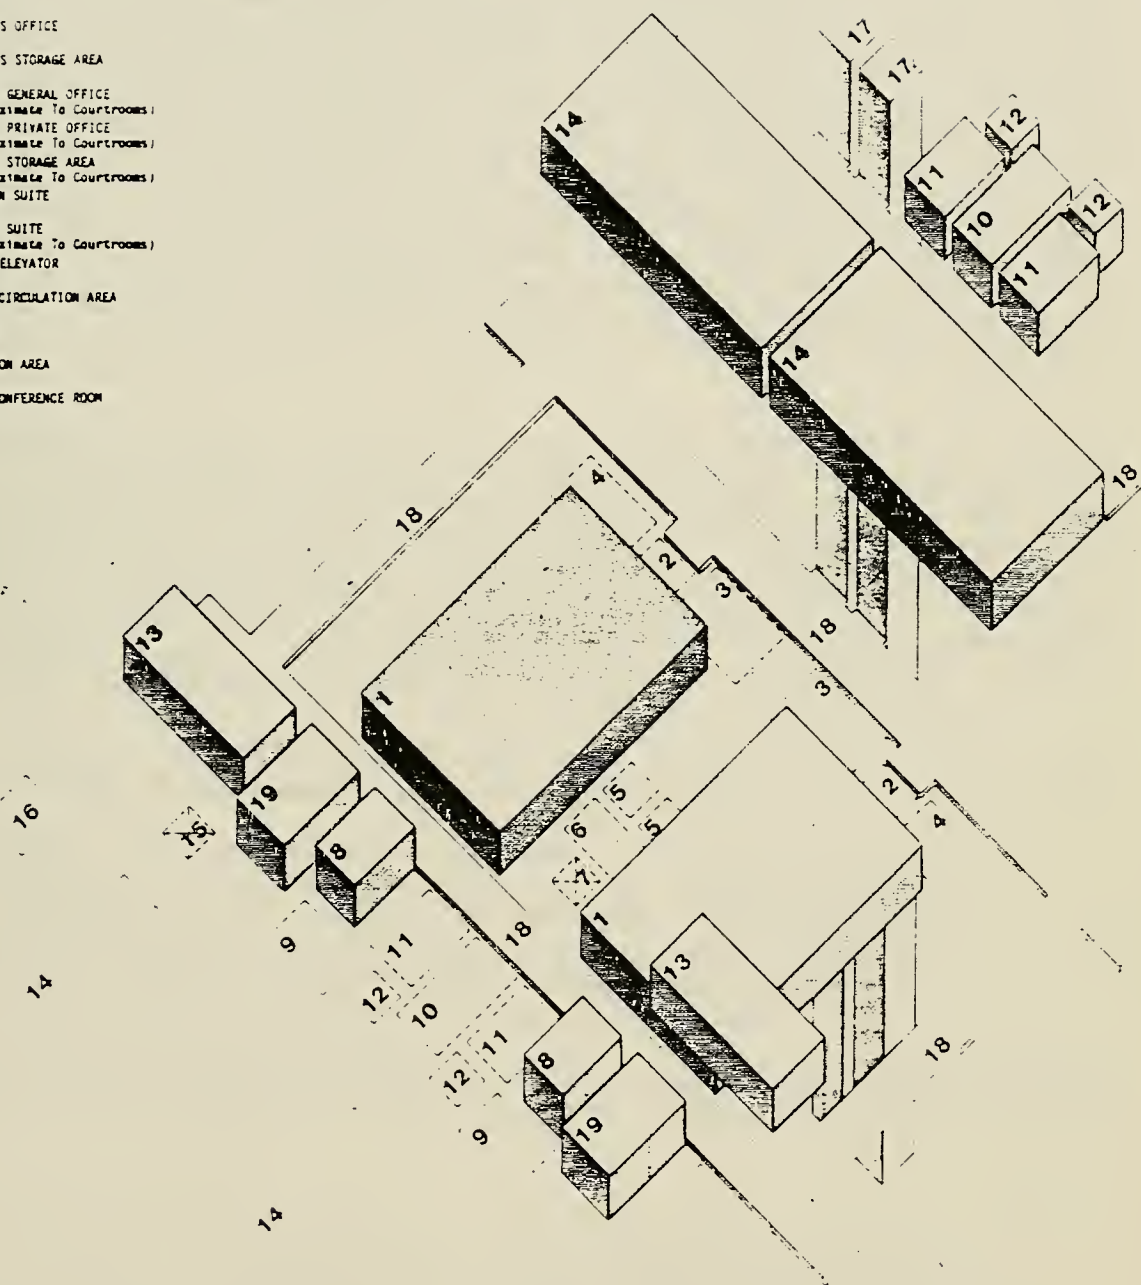 S OFFICE
S STORAGE AREA
GENERAL OFFICE
ximate To Courtrooms)
PRIVATE OFFICE
ximate To Courtrooms)
STORAGE AREA
ximate To Courtrooms)
N SUITE
SUITE
ximate To Courtrooms)
ELEVATOR
CIRCULATION AREA
ON AREA
ONFERENCE ROOM
17
17
14
12
11
12
10
11
14
18
4
18
2
3
18
13
3
1
2
5
4
16
19
6
5
15
8
7
1
9
11
18
13
14
12
10
11
8
18
12
9
19
14